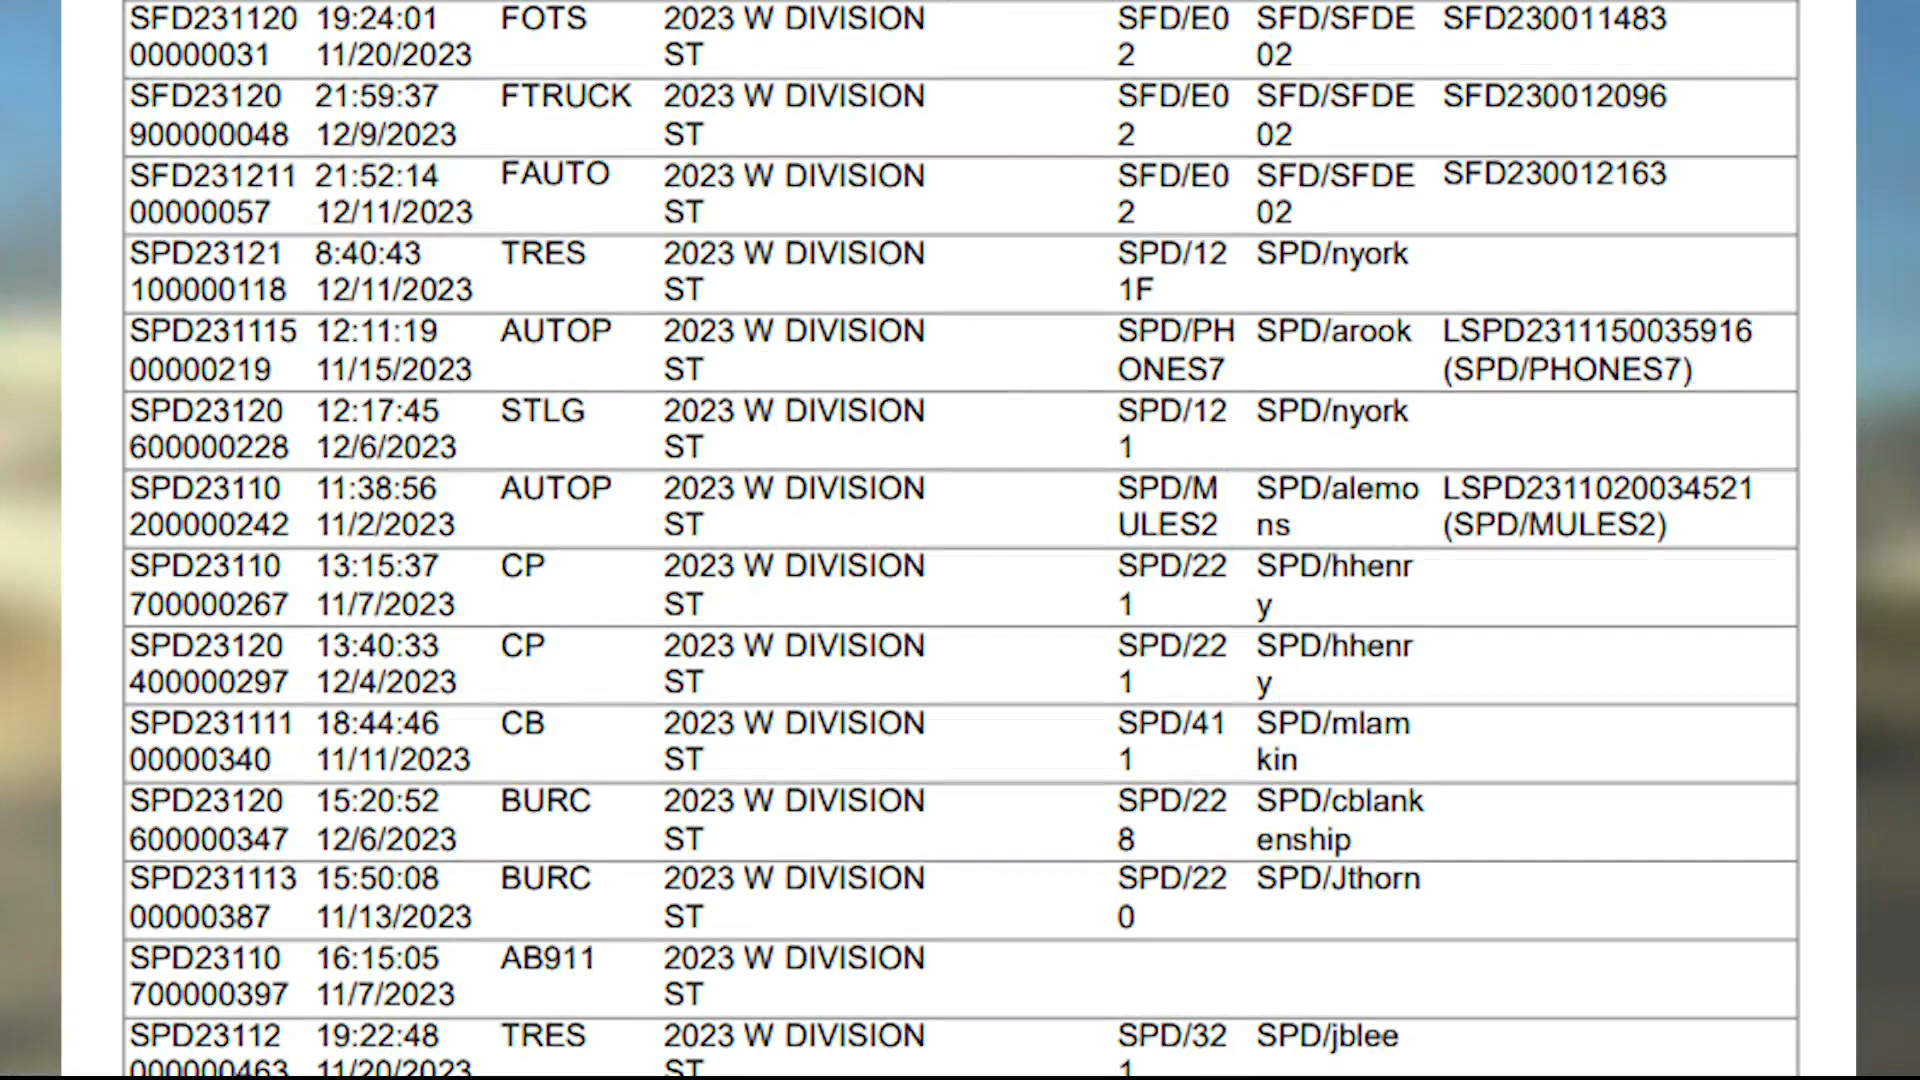 SFD231120 19:24:01 FOTS 2023 W DIVISION SFD/E0 SFD/SFDE SFD230011483
00000031 11/20/2023 ST 2 02
SFD23120 21:59:37 FTRUCK 2023 W DIVISION SFD/E0 SFD/SFDE SFD230012096
900000048 12/9/2023 ST 2 02
SFD231211 21:52:14 FAUTO 2023 W DIVISION SFD/E0 SFD/SFDE SFD230012163
00000057 12/11/2023 ST 2 02
SPD23121 8:40:43 TRES 2023 W DIVISION SPD/12 SPD/nyork
100000118 12/11/2023 ST 1F
SPD231115 12:11:19 AUTOP 2023 W DIVISION SPD/PH SPD/arook LSPD2311150035916
00000219 11/15/2023 ST ONES7 (SPD/PHONES7)
SPD23120 12:17:45 STLG 2023 W DIVISION SPD/12 SPD/nyork
600000228 12/6/2023 ST 1
SPD23110 11:38:56 AUTOP 2023 W DIVISION SPD/M SPD/alemo LSPD2311020034521
200000242 11/2/2023 ST ULES2 ns (SPD/MULES2)
SPD23110 13:15:37 CP 2023 W DIVISION SPD/22 SPD/hhenr
700000267 11/7/2023 ST 1 y
SPD23120 13:40:33 CP 2023 W DIVISION SPD/22 SPD/hhenr
400000297 12/4/2023 ST 1 y
SPD231111 18:44:46 CB 2023 W DIVISION SPD/41 SPD/mlam
00000340 11/11/2023 ST 1 kin
SPD23120 15:20:52 BURC 2023 W DIVISION SPD/22 SPD/cblank
600000347 12/6/2023 ST 8 enship
SPD231113 15:50:08 BURC 2023 W DIVISION SPD/22 SPD/Jthorn
00000387 11/13/2023 ST 0
SPD23110 16:15:05 AB911 2023 W DIVISION
700000397 11/7/2023 ST
SPD23112 19:22:48 TRES 2023 W DIVISION SPD/32 SPD/jblee
000000463 11/20/2023 ST 1